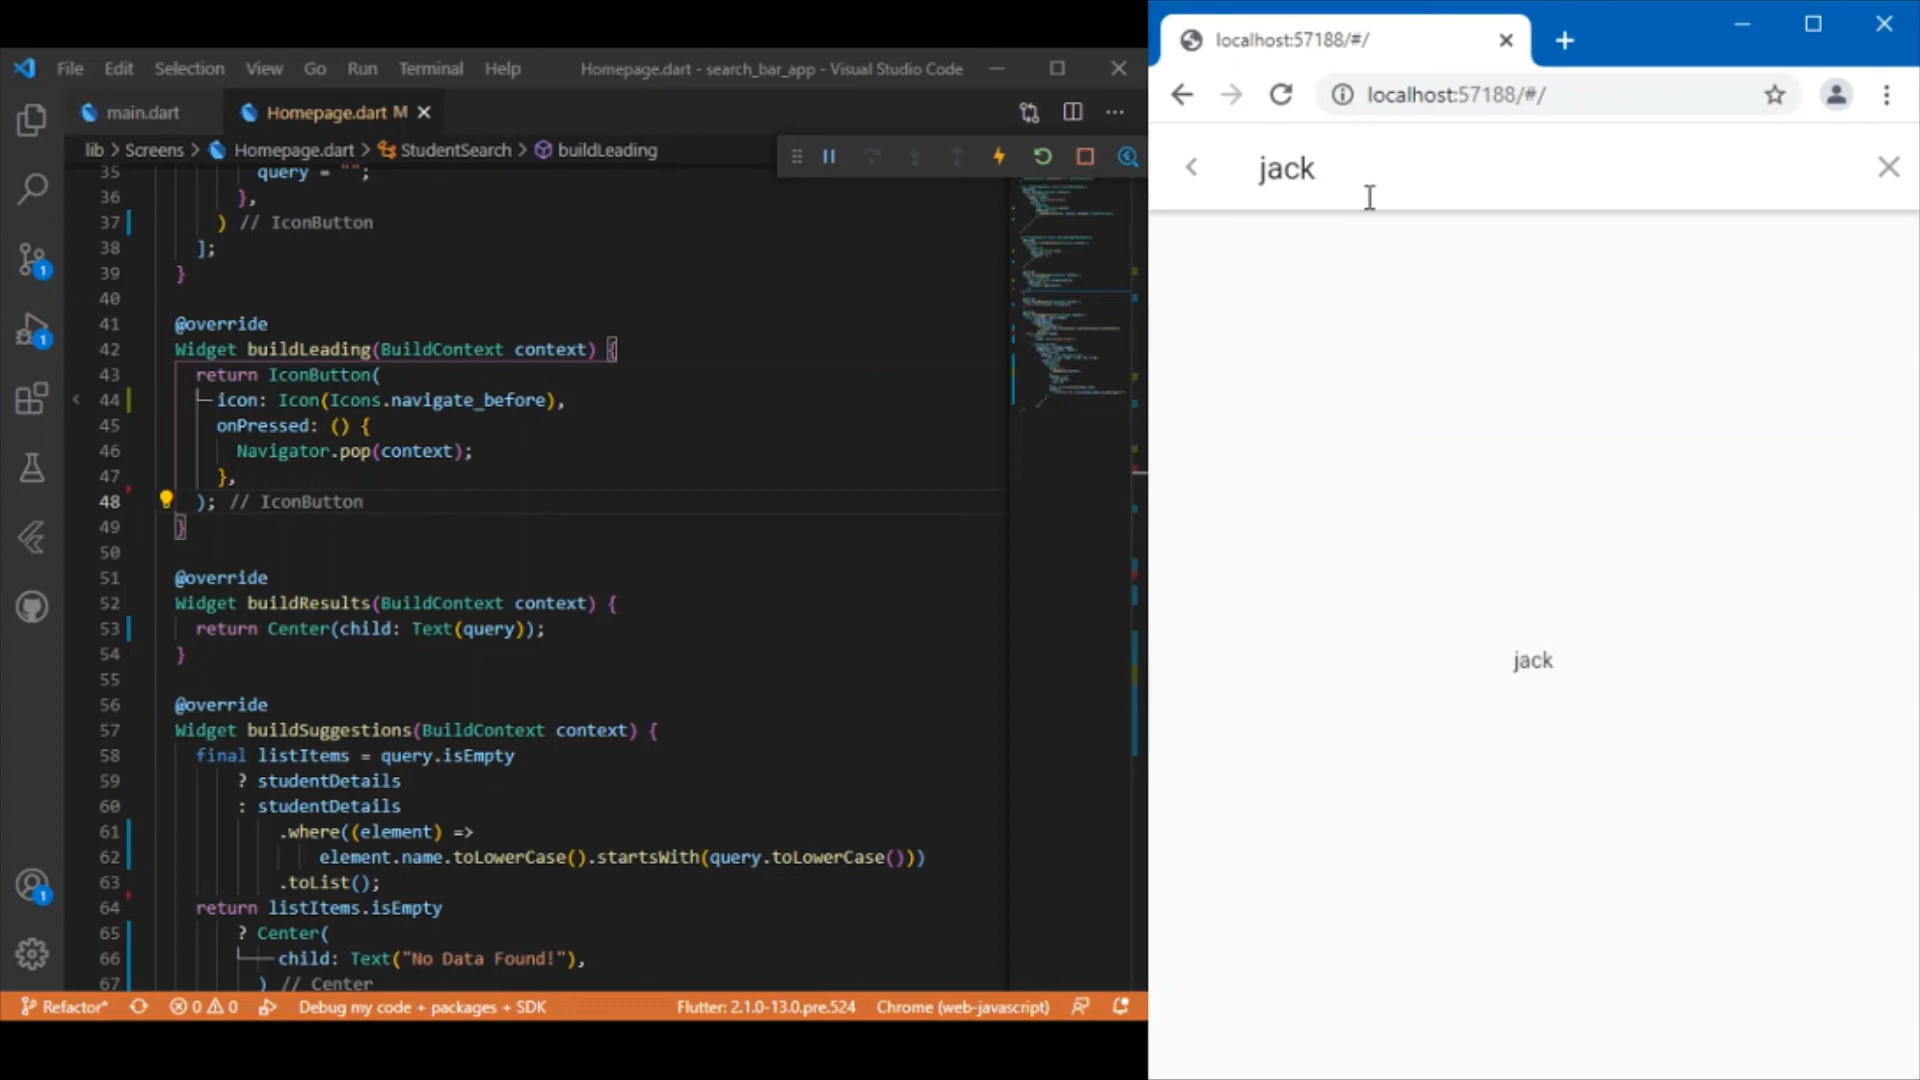 File Edit Selection View Go Run Terminal Help Homepage.dart - search_bar_app - Visual Studio Code
main.dart Homepage.dart M
lib > Screens > Homepage.dart > StudentSearch > buildLeading
35 query = "";
36 },
37 ) // IconButton
38 ];
39 }
40
41 @override
42 Widget buildLeading(BuildContext context) {
43 return IconButton(
44 icon: Icon(Icons.navigate_before),
45 onPressed: () {
46 Navigator.pop(context);
47 },
48 ); // IconButton
49 }
50
51 @override
52 Widget buildResults(BuildContext context) {
53 return Center(child: Text(query));
54 }
55
56 @override
57 Widget buildSuggestions(BuildContext context) {
58 final listItems = query.isEmpty
59 ? studentDetails
60 : studentDetails
61 .where((element) =>
62 element.name.toLowerCase().startsWith(query.toLowerCase()))
63 .toList();
64 return listItems.isEmpty
65 ? Center(
66 child: Text("No Data Found!"),
67 ) // Center
1
1
1
Refactor* 0 0 Debug my code + packages + SDK Flutter: 2.1.0-13.0.pre.524 Chrome (web-javascript)
localhost:57188/#/
localhost:57188/#/
jack
jack